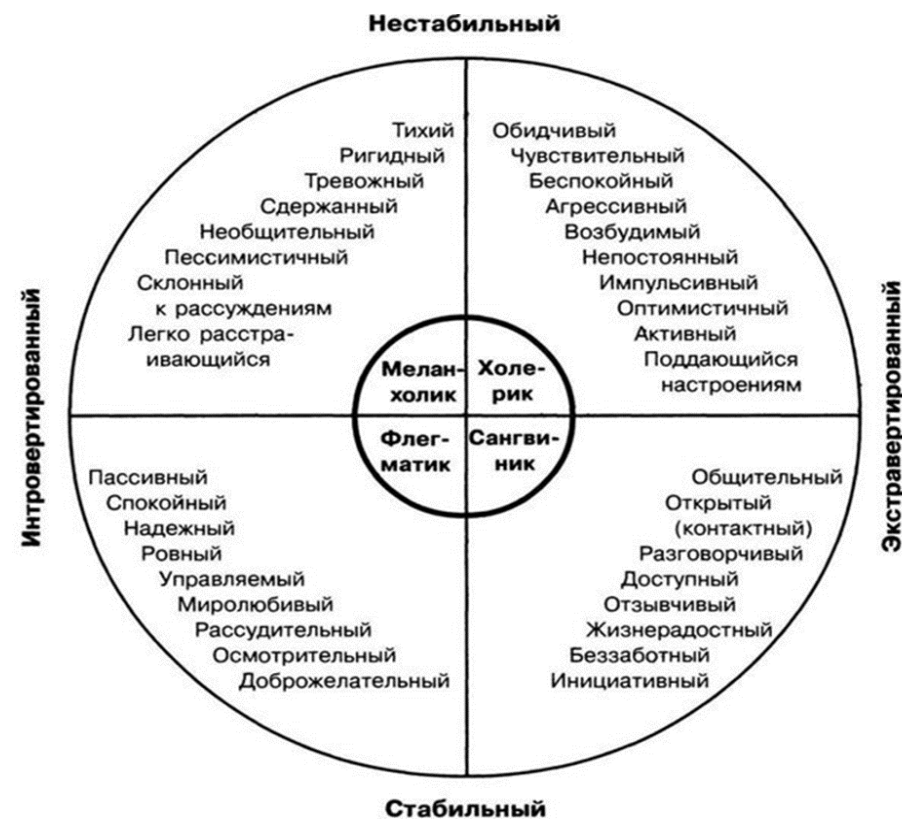 Нестабильный
Тихий
Ригидный
Тревожный
Сдержанный
Необщительный
Пессимистичный
Склонный
к рассуждениям
Легко расстра-
ивающийся
Обидчивый
Чувствительный
Беспокойный
Агрессивный
Возбудимый
Непостоянный
Импульсивный
Оптимистичный
Активный
Поддающийся
настроениям
Интровертированный
Экстравертированный
Мелан-
холик
Холе-
рик
Флег-
матик
Сангви-
ник
Пассивный
Спокойный
Надежный
Ровный
Управляемый
Миролюбивый
Рассудительный
Осмотрительный
Доброжелательный
Общительный
Открытый
(контактный)
Разговорчивый
Доступный
Отзывчивый
Жизнерадостный
Беззаботный
Инициативный
Стабильный